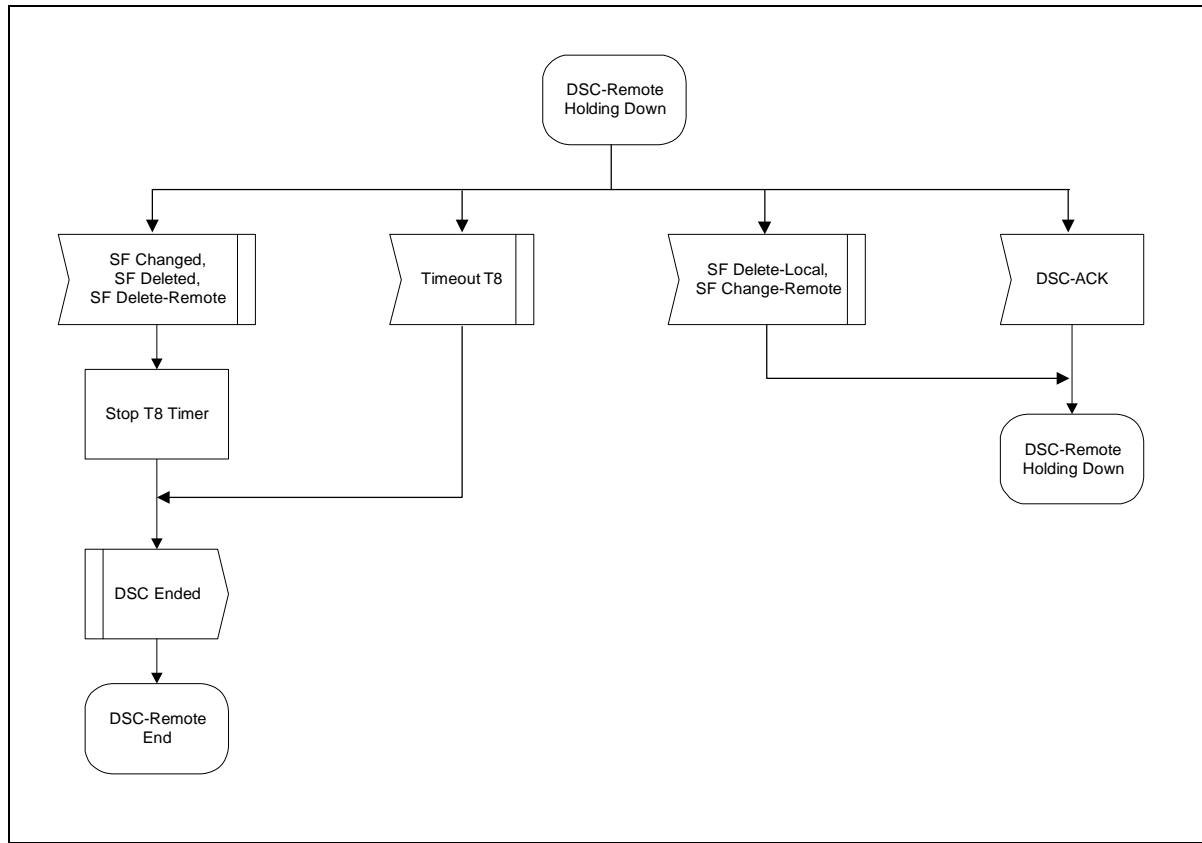 DSC-Remote
Holding Down
SF Changed,
SF Deleted,
SF Delete-Remote
Timeout T8
SF Delete-Local,
SF Change-Remote
DSC-ACK
Stop T8 Timer
DSC-Remote
Holding Down
DSC Ended
DSC-Remote
End